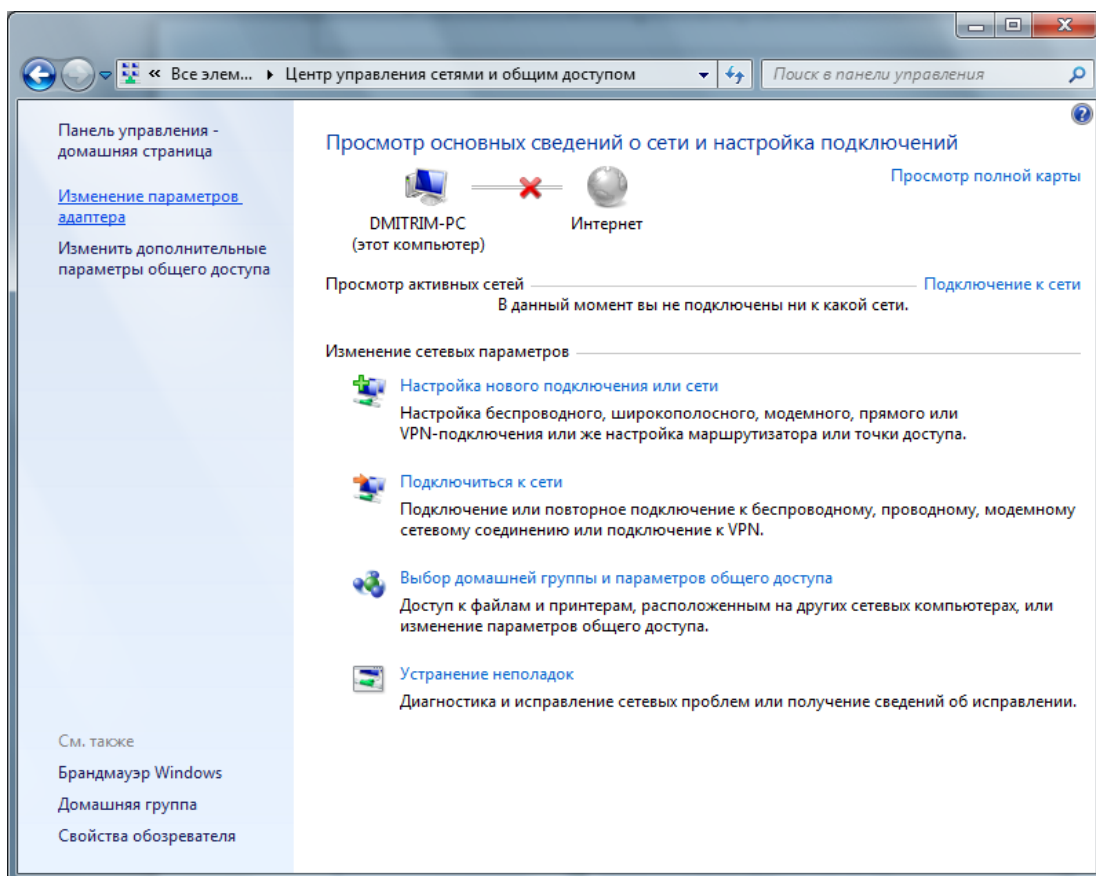 « Все элем... Центр управления сетями и общим доступом
Поиск в панели управления
Панель управления -
домашняя страница
Изменение параметров
адаптера
Изменить дополнительные
параметры общего доступа
См. также
Брандмауэр Windows
Домашняя группа
Свойства обозревателя
Просмотр основных сведений о сети и настройка подключений
Просмотр полной карты
DMITRIM-PC
(этот компьютер)
Интернет
Просмотр активных сетей
Подключение к сети
В данный момент вы не подключены ни к какой сети.
Изменение сетевых параметров
Настройка нового подключения или сети
Настройка беспроводного, широкополосного, модемного, прямого или
VPN-подключения или же настройка маршрутизатора или точки доступа.
Подключиться к сети
Подключение или повторное подключение к беспроводному, проводному, модемному
сетевому соединению или подключение к VPN.
Выбор домашней группы и параметров общего доступа
Доступ к файлам и принтерам, расположенным на других сетевых компьютерах, или
изменение параметров общего доступа.
Устранение неполадок
Диагностика и исправление сетевых проблем или получение сведений об исправлении.